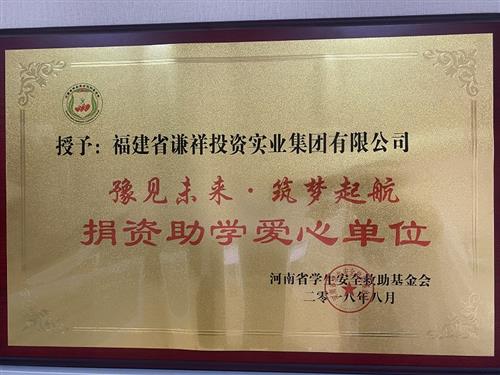 授予：福建省谦祥投资实业集团有限公司
豫见未来·筑梦起航
捐资助学爱心单位
河南省学生安全救助基金会
二零一八年八月